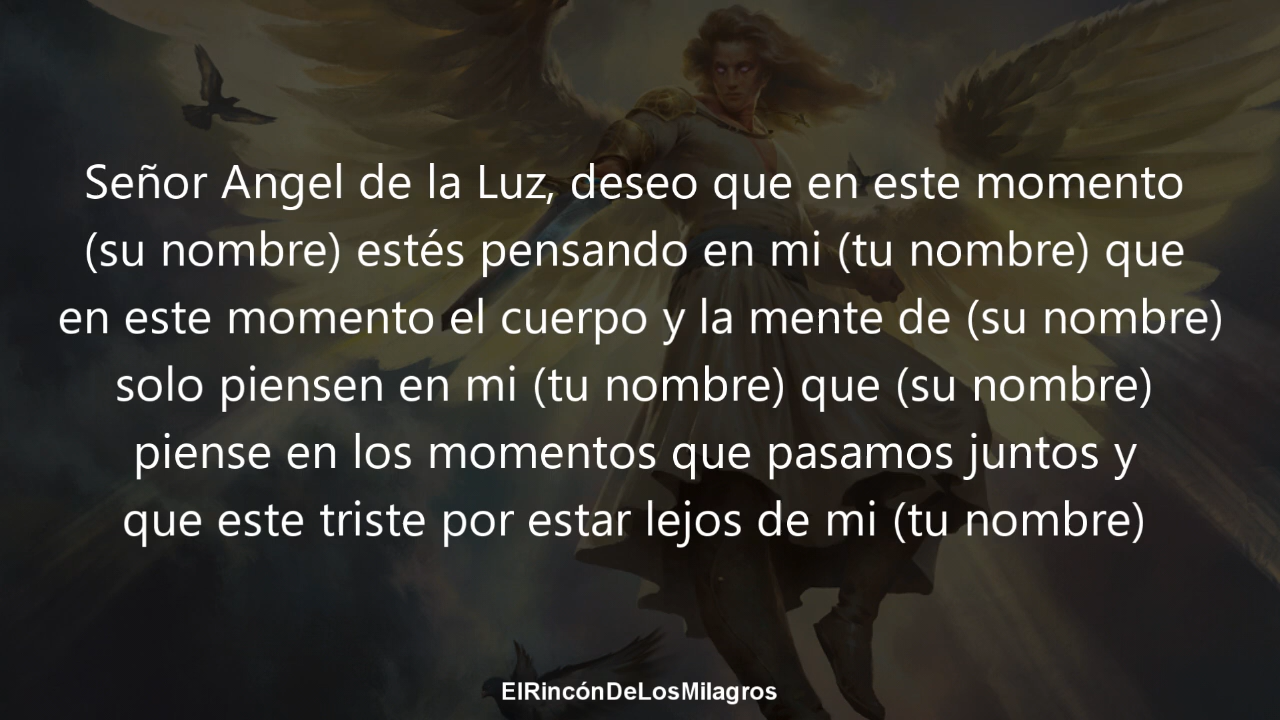 Señor Angel de la Luz, deseo que en este momento
(su nombre) estés pensando en mi (tu nombre) que
en este momento el cuerpo y la mente de (su nombre)
solo piensen en mi (tu nombre) que (su nombre)
piense en los momentos que pasamos juntos y
que este triste por estar lejos de mi (tu nombre)
ElRincónDeLosMilagros